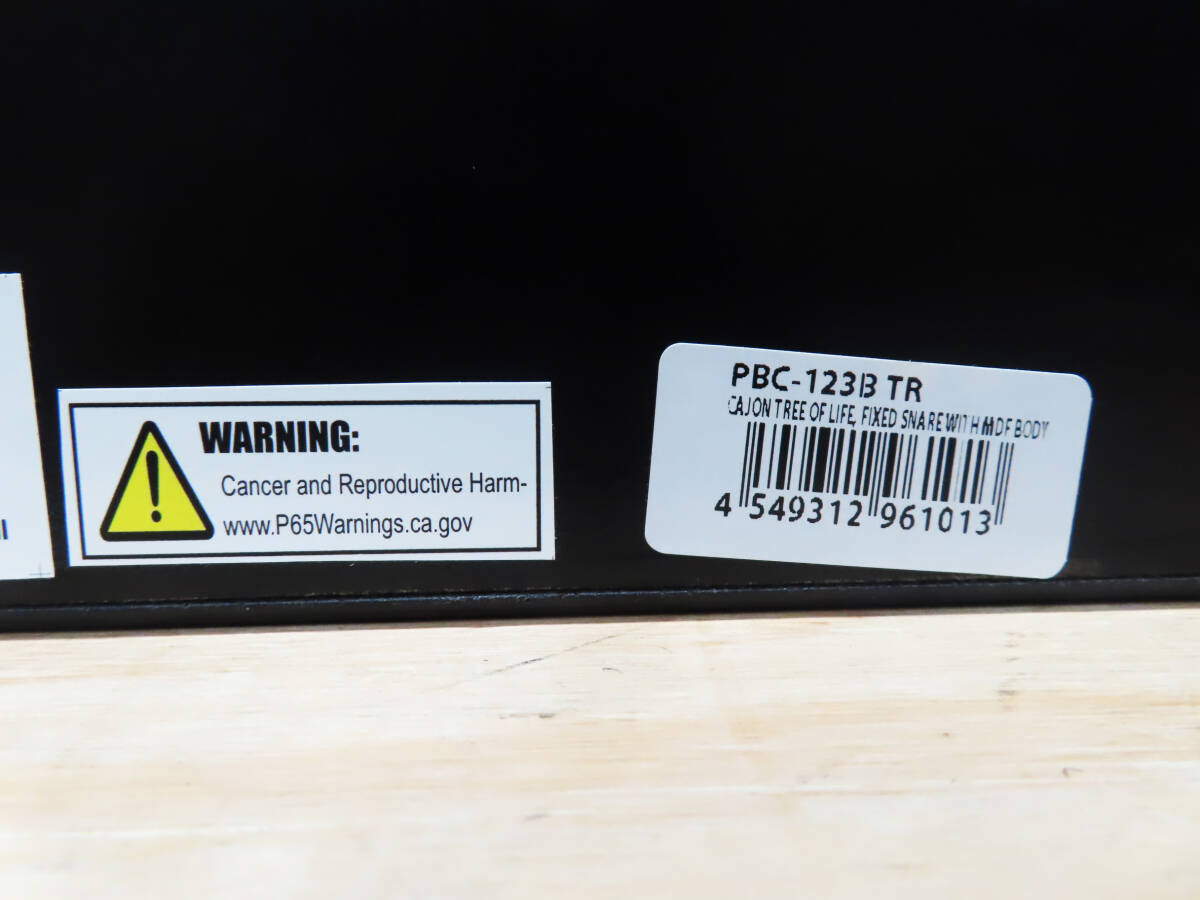 WARNING:
Cancer and Reproductive Harm-
www.P65Warnings.ca.gov
PBC-123B TR
CAJON TREE OF LIFE, FIXED SNARE WITH MDF BODY
4 549312 961013